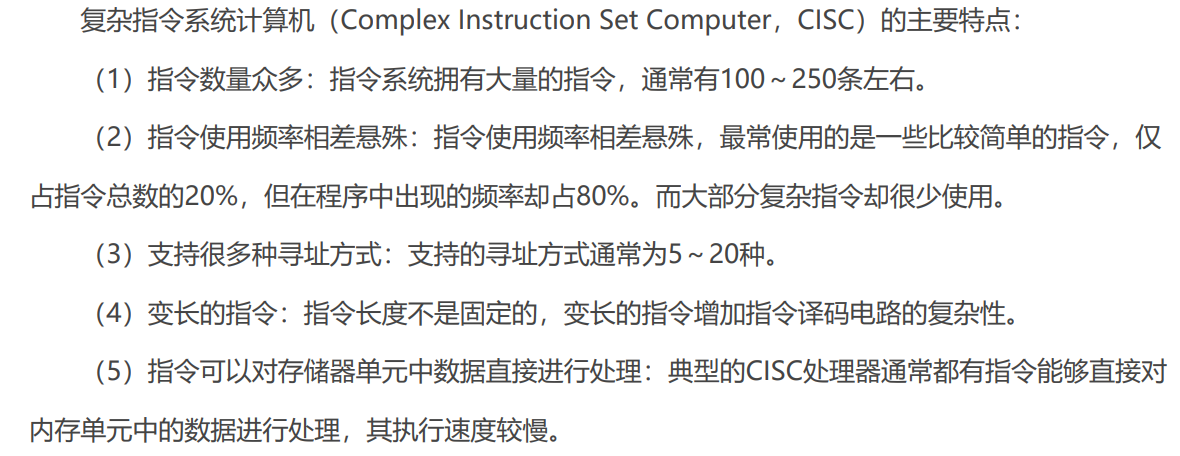 复杂指令系统计算机（Complex Instruction Set Computer，CISC）的主要特点：
（1）指令数量众多：指令系统拥有大量的指令，通常有100～250条左右。
（2）指令使用频率相差悬殊：指令使用频率相差悬殊，最常使用的是一些比较简单的指令，仅
占指令总数的20%，但在程序中出现的频率却占80%。而大部分复杂指令却很少使用。
（3）支持很多种寻址方式：支持的寻址方式通常为5～20种。
（4）变长的指令：指令长度不是固定的，变长的指令增加指令译码电路的复杂性。
（5）指令可以对存储器单元中数据直接进行处理：典型的CISC处理器通常都有指令能够直接对
内存单元中的数据进行处理，其执行速度较慢。